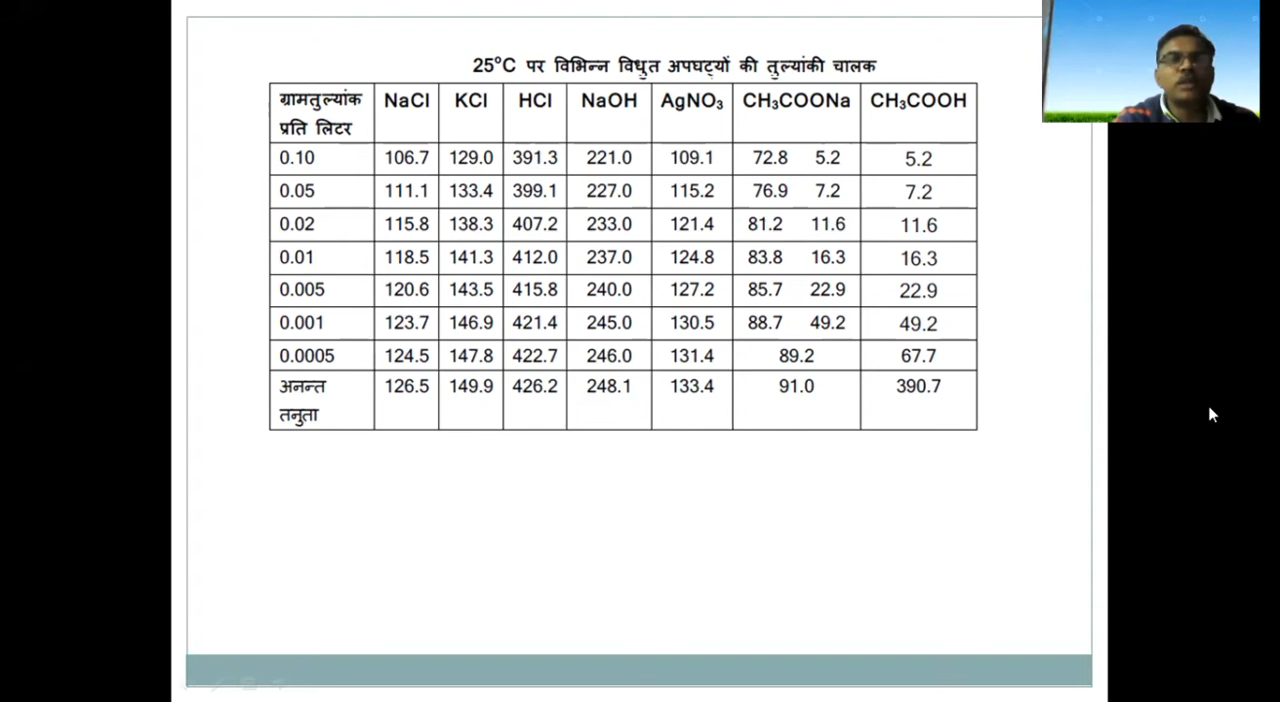 25°C पर विभिन्न विधुत अपघट्यों की तुल्यांकी चालक
ग्रामतुल्यांक प्रति लिटर NaCl KCl HCl NaOH AgNO₃ CH₃COONa CH₃COOH
0.10 106.7 129.0 391.3 221.0 109.1 72.8 5.2 5.2
0.05 111.1 133.4 399.1 227.0 115.2 76.9 7.2 7.2
0.02 115.8 138.3 407.2 233.0 121.4 81.2 11.6 11.6
0.01 118.5 141.3 412.0 237.0 124.8 83.8 16.3 16.3
0.005 120.6 143.5 415.8 240.0 127.2 85.7 22.9 22.9
0.001 123.7 146.9 421.4 245.0 130.5 88.7 49.2 49.2
0.0005 124.5 147.8 422.7 246.0 131.4 89.2 67.7
अनन्त तनुता 126.5 149.9 426.2 248.1 133.4 91.0 390.7